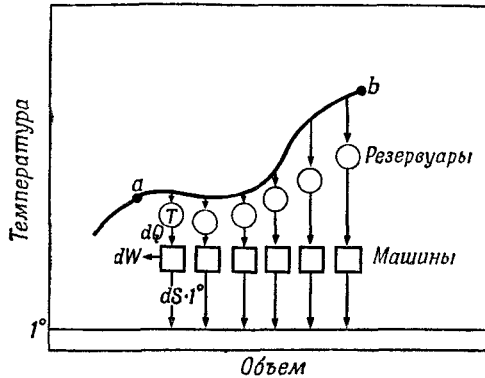 Температура
b
a
Резервуары
T
dQ
dW
Машины
dS·1°
1°
Объем